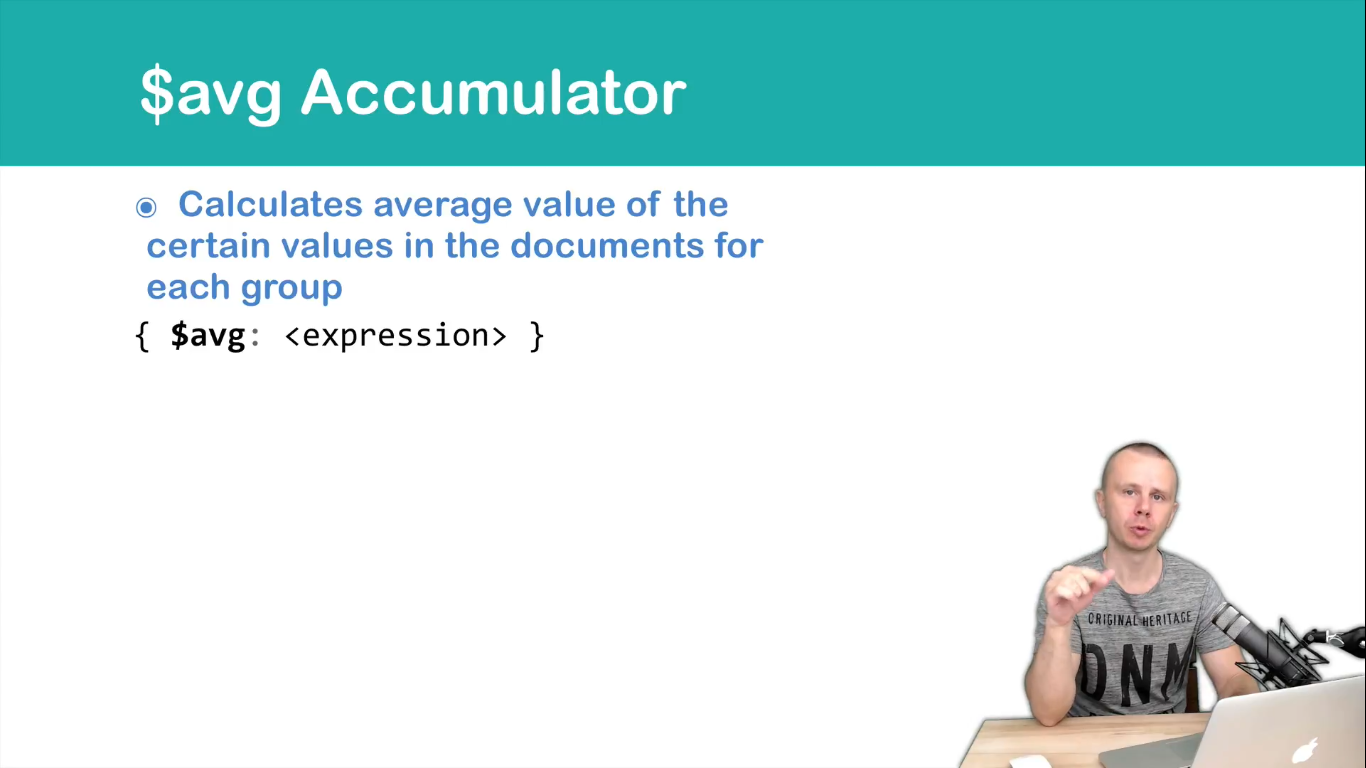 $avg Accumulator
◉ Calculates average value of the
certain values in the documents for
each group
{ $avg: <expression> }
ORIGINAL HERITAGE
DNM